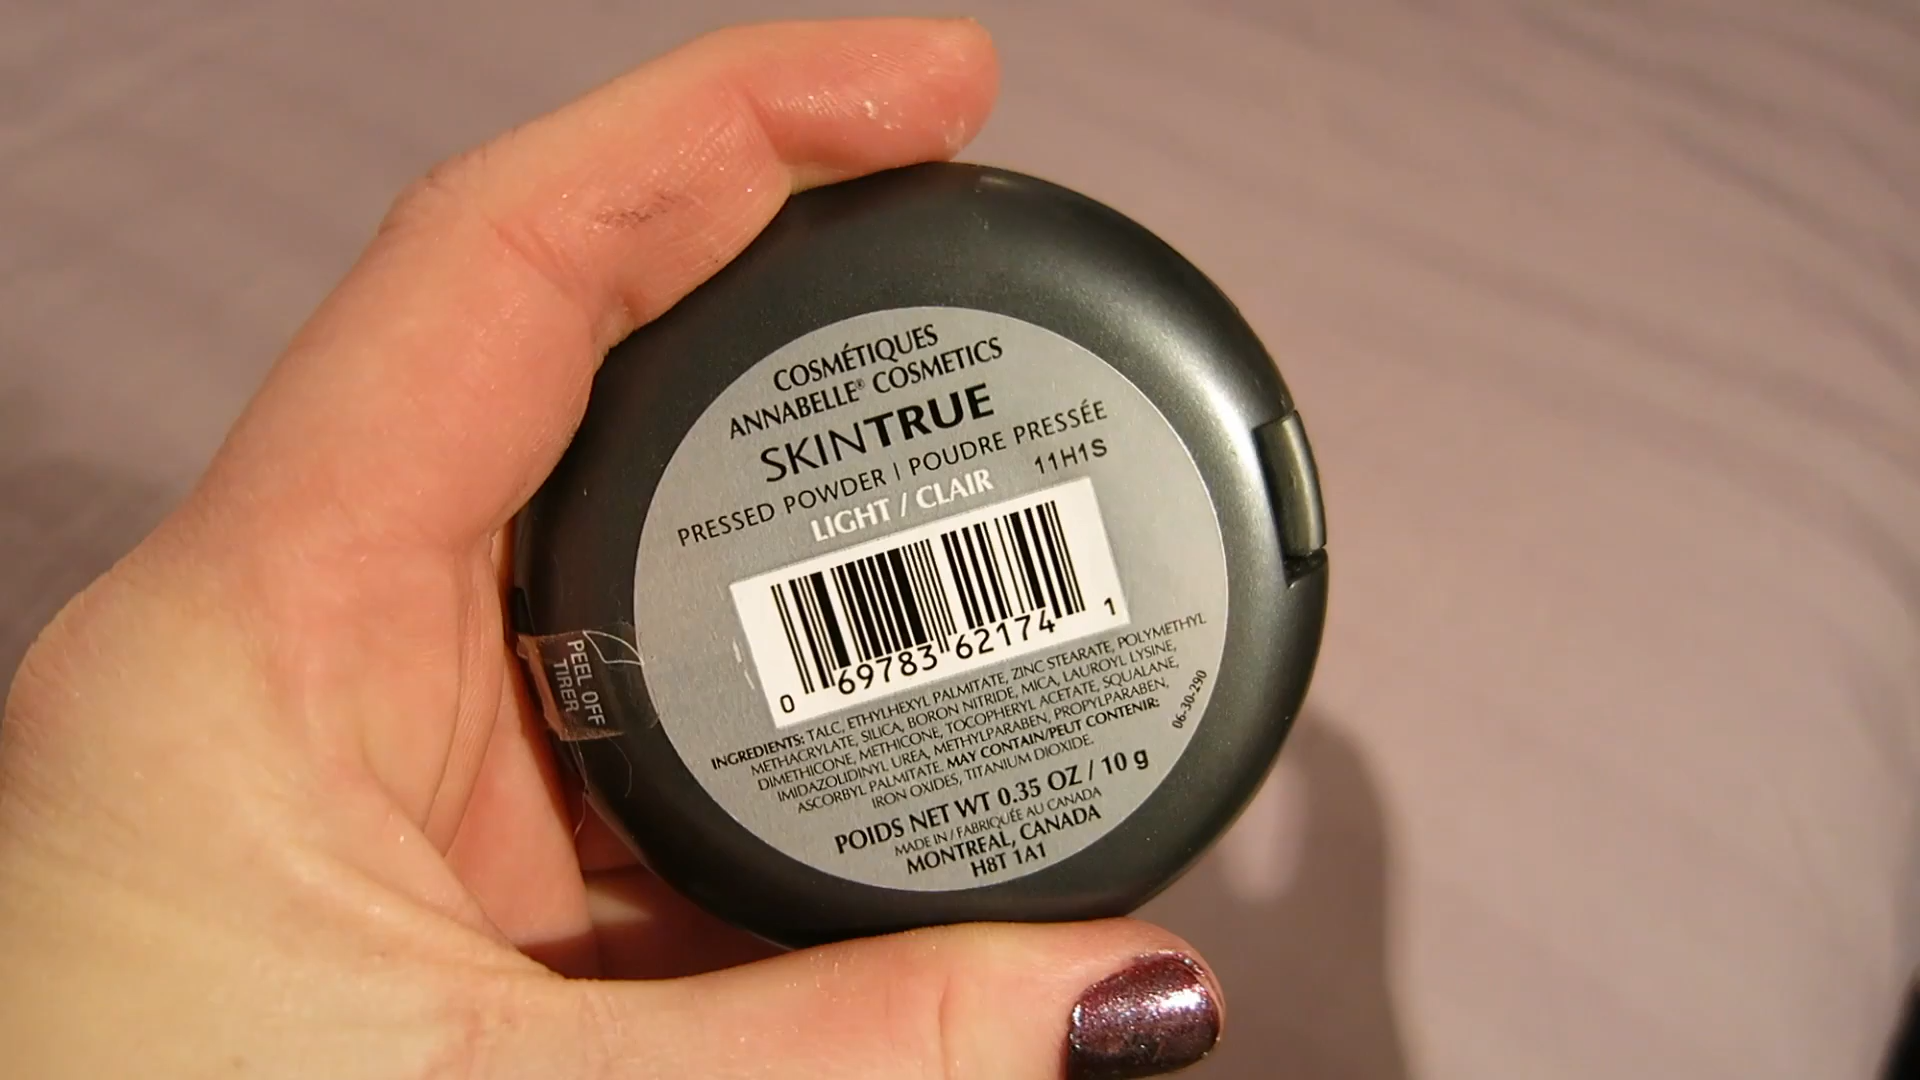 COSMÉTIQUES
ANNABELLE® COSMETICS
SKINTRUE
PRESSED POWDER | POUDRE PRESSÉE
LIGHT / CLAIR
11H1S
0 69783 62174 1
INGREDIENTS: TALC, ETHYLHEXYL PALMITATE, ZINC STEARATE, POLYMETHYL
METHACRYLATE, SILICA, BORON NITRIDE, MICA, LAUROYL LYSINE,
DIMETHICONE, METHICONE, TOCOPHERYL ACETATE, SQUALANE,
IMIDAZOLIDINYL UREA, METHYLPARABEN, PROPYLPARABEN,
ASCORBYL PALMITATE. MAY CONTAIN/PEUT CONTENIR:
IRON OXIDES, TITANIUM DIOXIDE.
06-30-290
POIDS NET WT 0.35 OZ / 10 g
MADE IN / FABRIQUÉE AU CANADA
MONTREAL, CANADA
H8T 1A1
PEEL OFF
TIRER